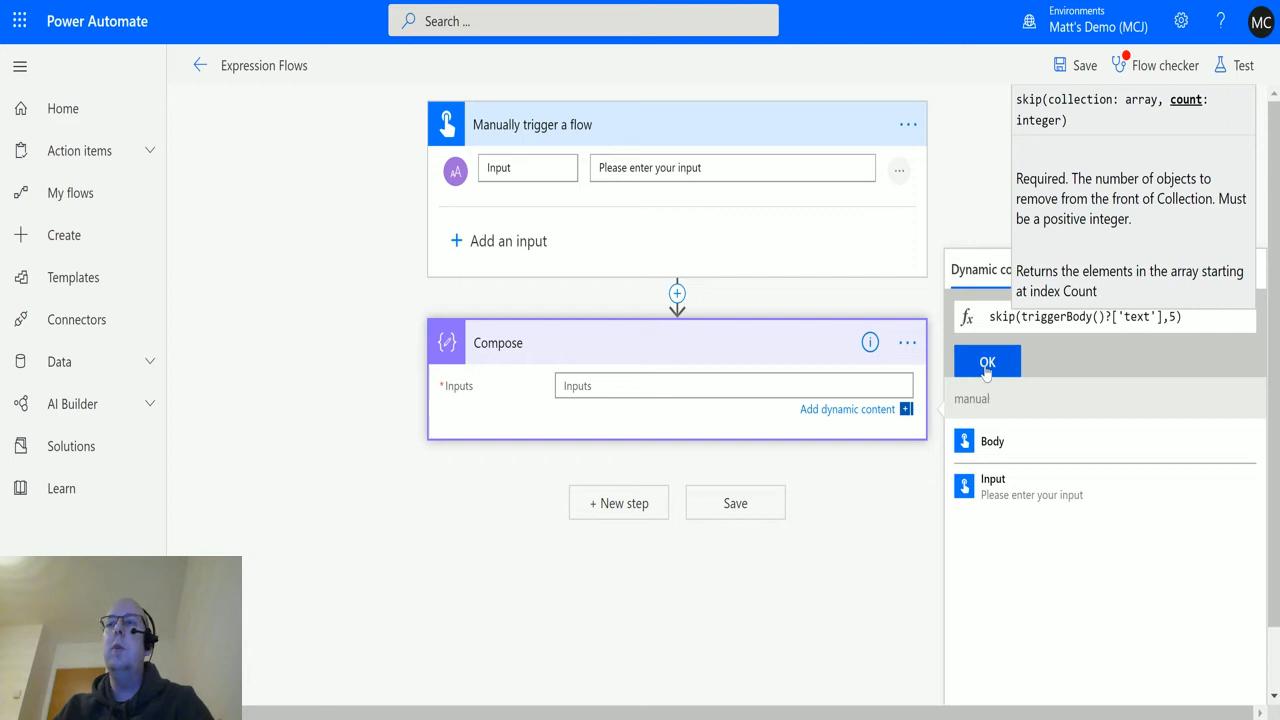 Power Automate
Search ...
Environments
Matt's Demo (MCJ)
?
MC
Expression Flows
Save
Flow checker
Test
Home
Action items
My flows
Create
Templates
Connectors
Data
AI Builder
Solutions
Learn
Manually trigger a flow
...
AA
Input
Please enter your input
...
+ Add an input
Compose
i
...
* Inputs
Inputs
Add dynamic content
+ New step
Save
skip(collection: array, count:
integer)
Required. The number of objects to
remove from the front of Collection. Must
be a positive integer.
Returns the elements in the array starting
at index Count
Dynamic co
fx
skip(triggerBody()?['text'],5)
OK
manual
Body
Input
Please enter your input